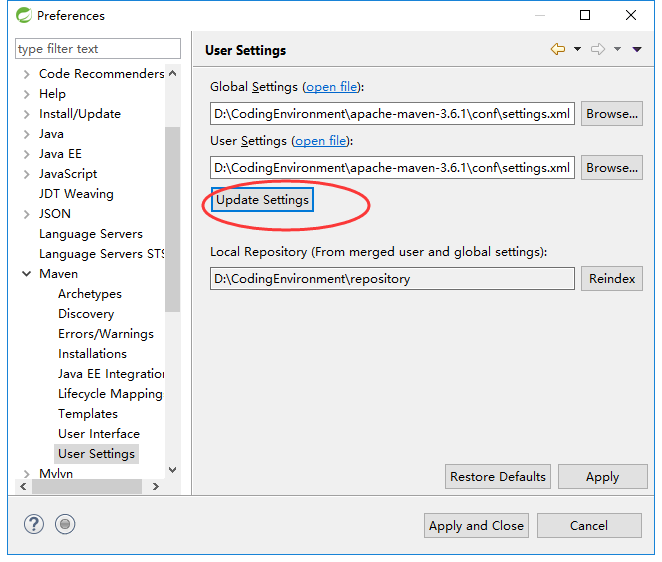 Preferences
type filter text
Code Recommenders
Help
Install/Update
Java
Java EE
JavaScript
JDT Weaving
JSON
Language Servers
Language Servers STS
Maven
Archetypes
Discovery
Errors/Warnings
Installations
Java EE Integration
Lifecycle Mapping
Templates
User Interface
User Settings
Mylyn
User Settings
Global Settings (open file):
D:\CodingEnvironment\apache-maven-3.6.1\conf\settings.xml Browse...
User Settings (open file):
D:\CodingEnvironment\apache-maven-3.6.1\conf\settings.xml Browse...
Update Settings
Local Repository (From merged user and global settings):
D:\CodingEnvironment\repository Reindex
Restore Defaults Apply
? Apply and Close Cancel